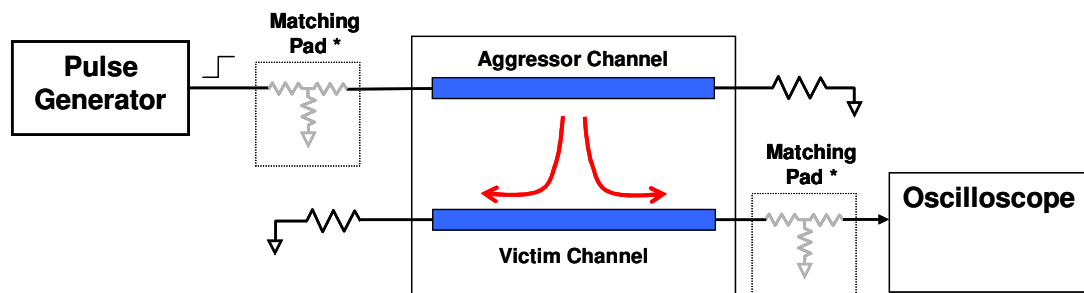 Matching
Pad *
Pulse
Generator
Aggressor Channel
Matching
Pad *
Oscilloscope
Victim Channel